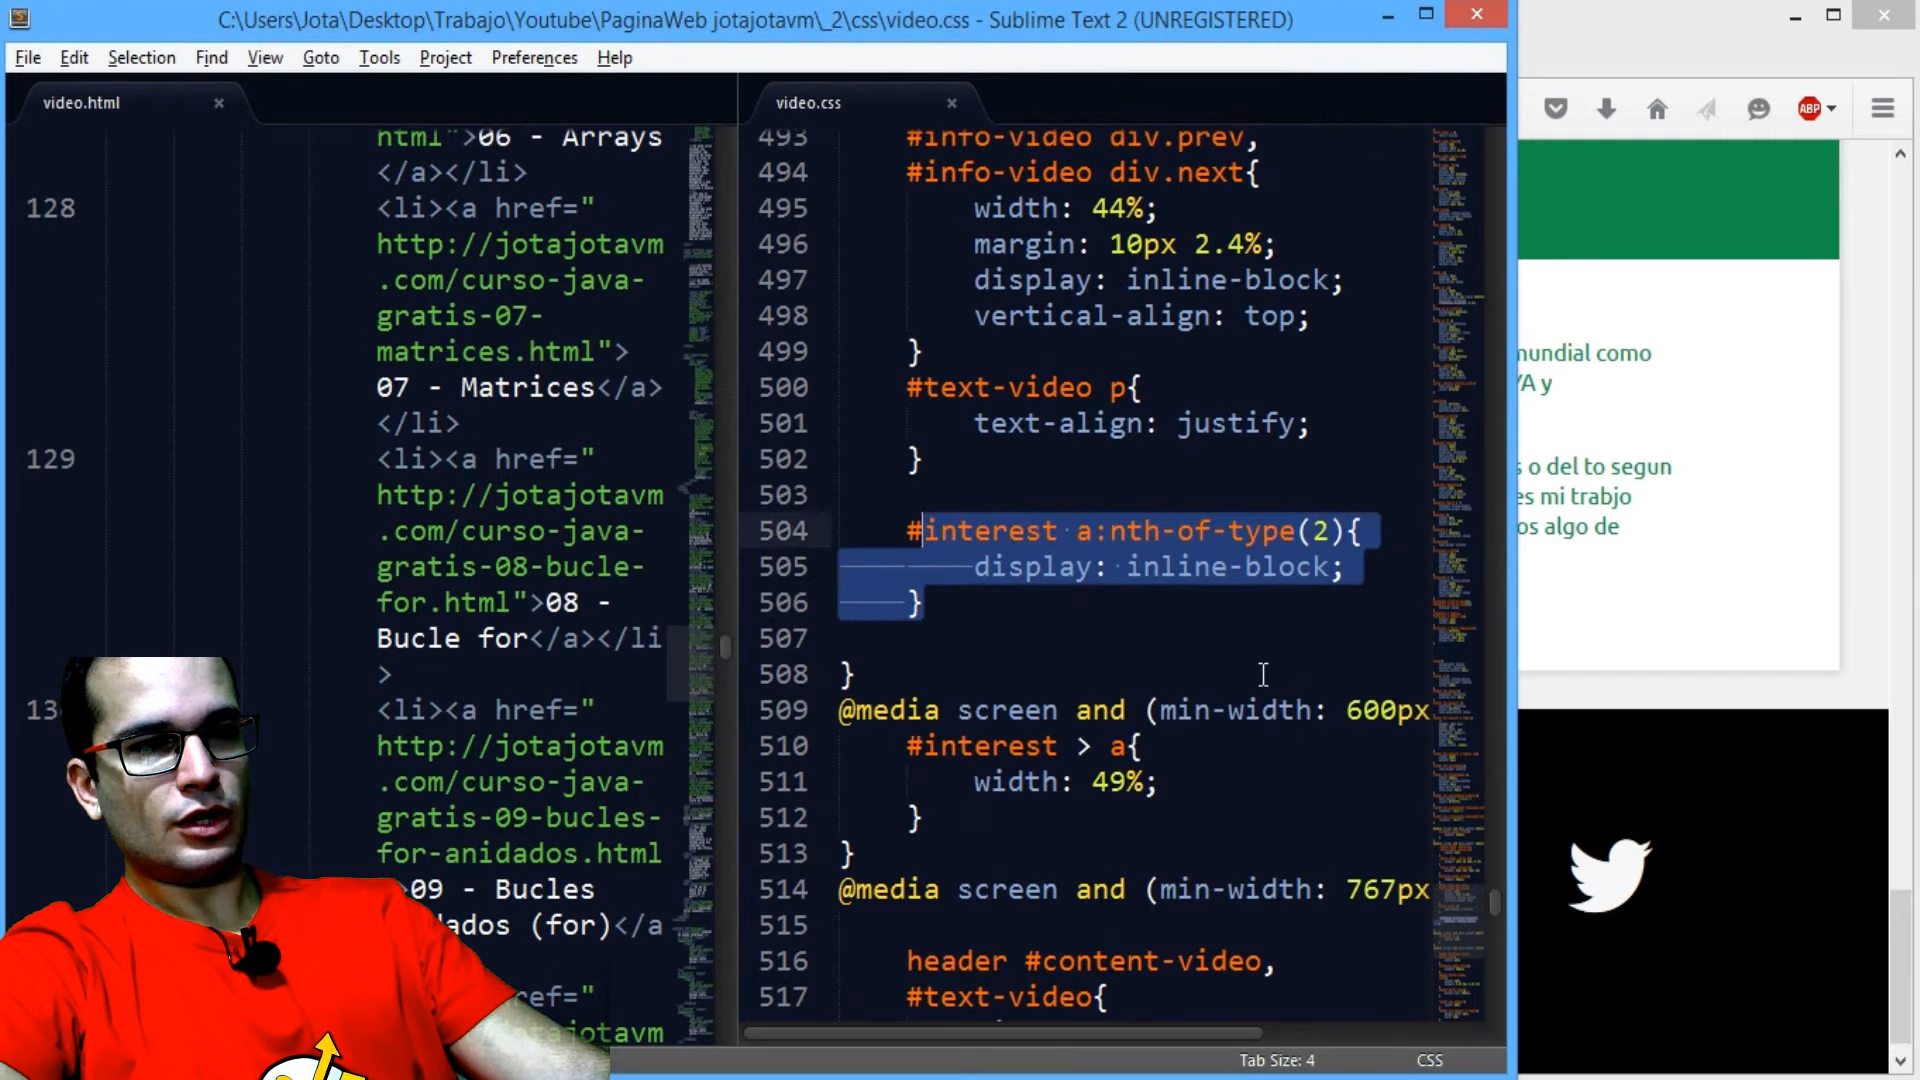 C:\Users\Jota\Desktop\Trabajo\Youtube\PaginaWeb jotajotavm\_2\css\video.css - Sublime Text 2 (UNREGISTERED)
File Edit Selection Find View Goto Tools Project Preferences Help
video.html ×
html">06 - Arrays
</a></li>
128 <li><a href="
http://jotajotavm
.com/curso-java-
gratis-07-
matrices.html">
07 - Matrices</a>
</li>
129 <li><a href="
http://jotajotavm
.com/curso-java-
gratis-08-bucle-
for.html">08 -
Bucle for</a></li
>
<li><a href="
http://jotajotavm
.com/curso-java-
gratis-09-bucles-
for-anidados.html
>09 - Bucles
ados (for)</a
ef="
jotajotavm
video.css ×
493 #info-video div.prev,
494 #info-video div.next{
495 width: 44%;
496 margin: 10px 2.4%;
497 display: inline-block;
498 vertical-align: top;
499 }
500 #text-video p{
501 text-align: justify;
502 }
503
504 #interest a:nth-of-type(2){
505 display: inline-block;
506 }
507
508 }
509 @media screen and (min-width: 600px
510 #interest > a{
511 width: 49%;
512 }
513 }
514 @media screen and (min-width: 767px
515
516 header #content-video,
517 #text-video{
Tab Size: 4 CSS
ABP
mundial como
YA y
s o del to segun
es mi trabjo
os algo de